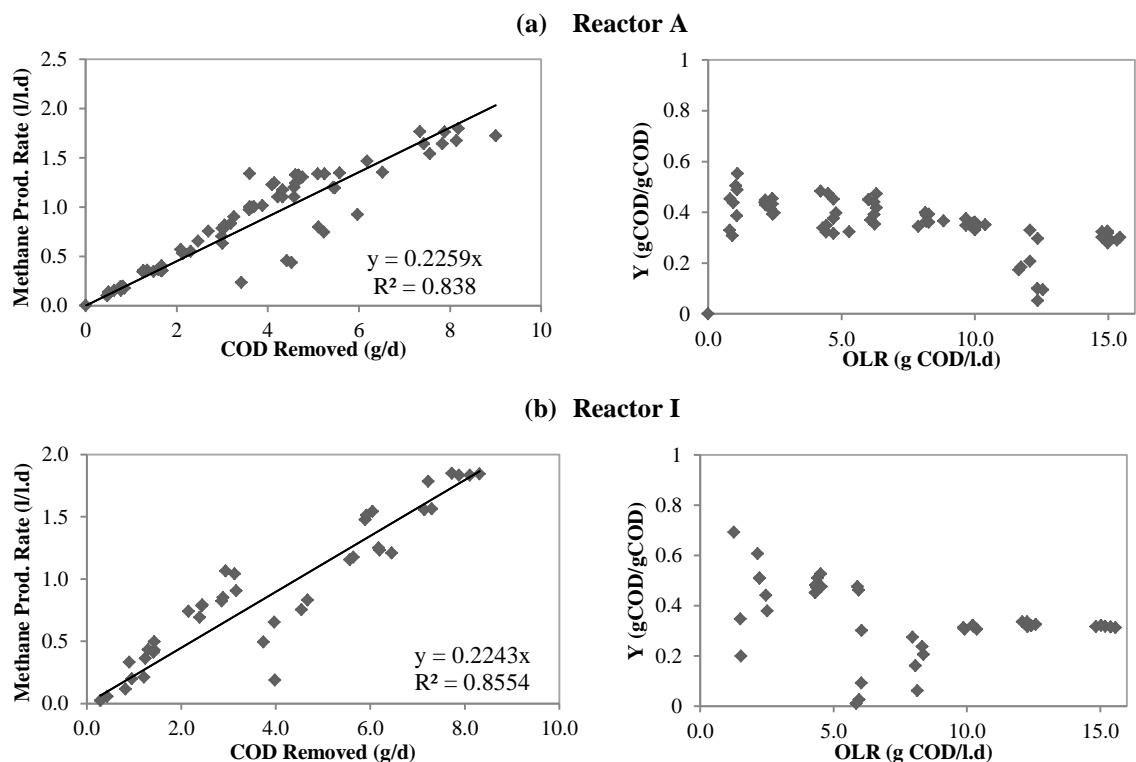 (a) Reactor A
Methane Prod. Rate (l/l.d)
2.5
2.0
1.5
1.0
0.5
0.0
y = 0.2259x
R² = 0.838
0 2 4 6 8 10
COD Removed (g/d)
Y (gCOD/gCOD)
1
0.8
0.6
0.4
0.2
0
0.0 5.0 10.0 15.0
OLR (g COD/l.d)
(b) Reactor I
Methane Prod. Rate (l/l.d)
2.0
1.5
1.0
0.5
0.0
y = 0.2243x
R² = 0.8554
0.0 2.0 4.0 6.0 8.0 10.0
COD Removed (g/d)
Y (gCOD/gCOD)
1
0.8
0.6
0.4
0.2
0
0.0 5.0 10.0 15.0
OLR (g COD/l.d)